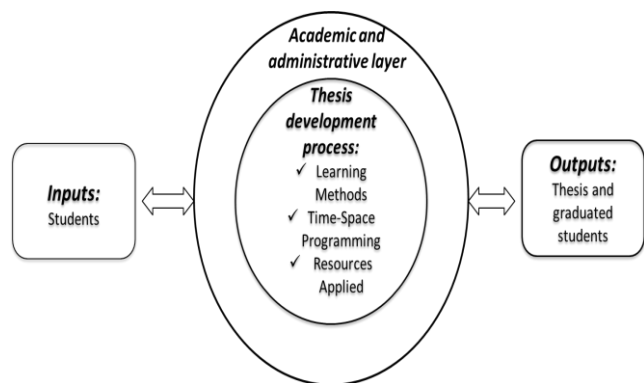 Academic and
administrative layer
Thesis
development
process:
✓ Learning
Methods
✓ Time-Space
Programming
✓ Resources
Applied
Inputs:
Students
Outputs:
Thesis and
graduated
students